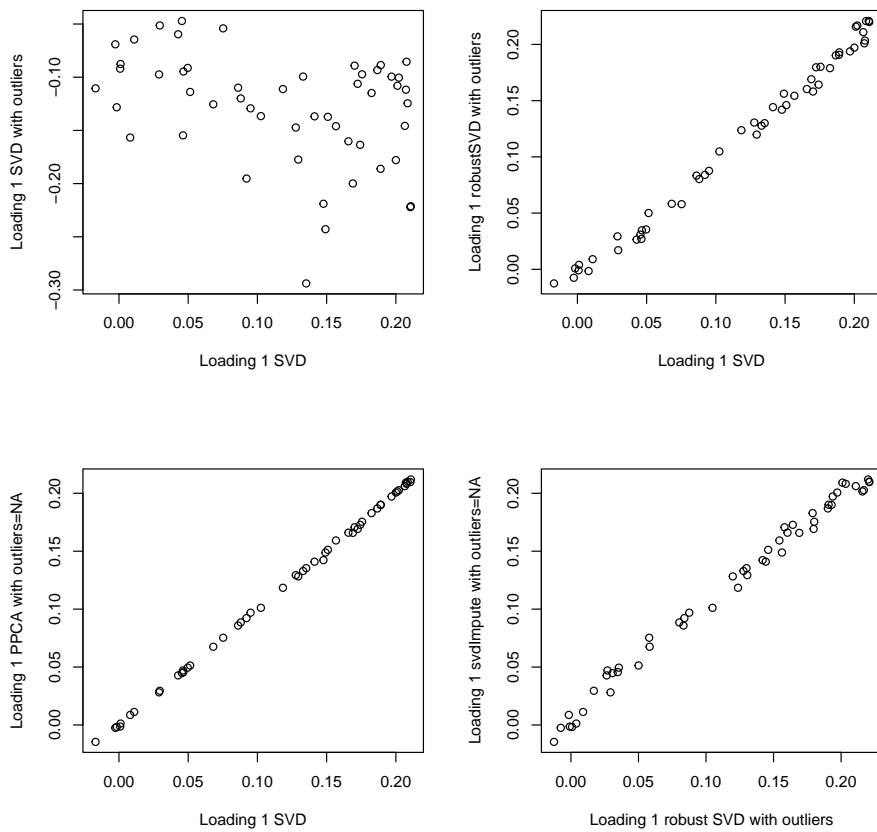 Loading 1 SVD with outliers
−0.10
−0.20
−0.30
0.00 0.05 0.10 0.15 0.20
Loading 1 SVD
Loading 1 robustSVD with outliers
0.20
0.15
0.10
0.05
0.00
0.00 0.05 0.10 0.15 0.20
Loading 1 SVD
Loading 1 PPCA with outliers=NA
0.20
0.15
0.10
0.05
0.00
0.00 0.05 0.10 0.15 0.20
Loading 1 SVD
Loading 1 svdImpute with outliers=NA
0.20
0.15
0.10
0.05
0.00
0.00 0.05 0.10 0.15 0.20
Loading 1 robust SVD with outliers